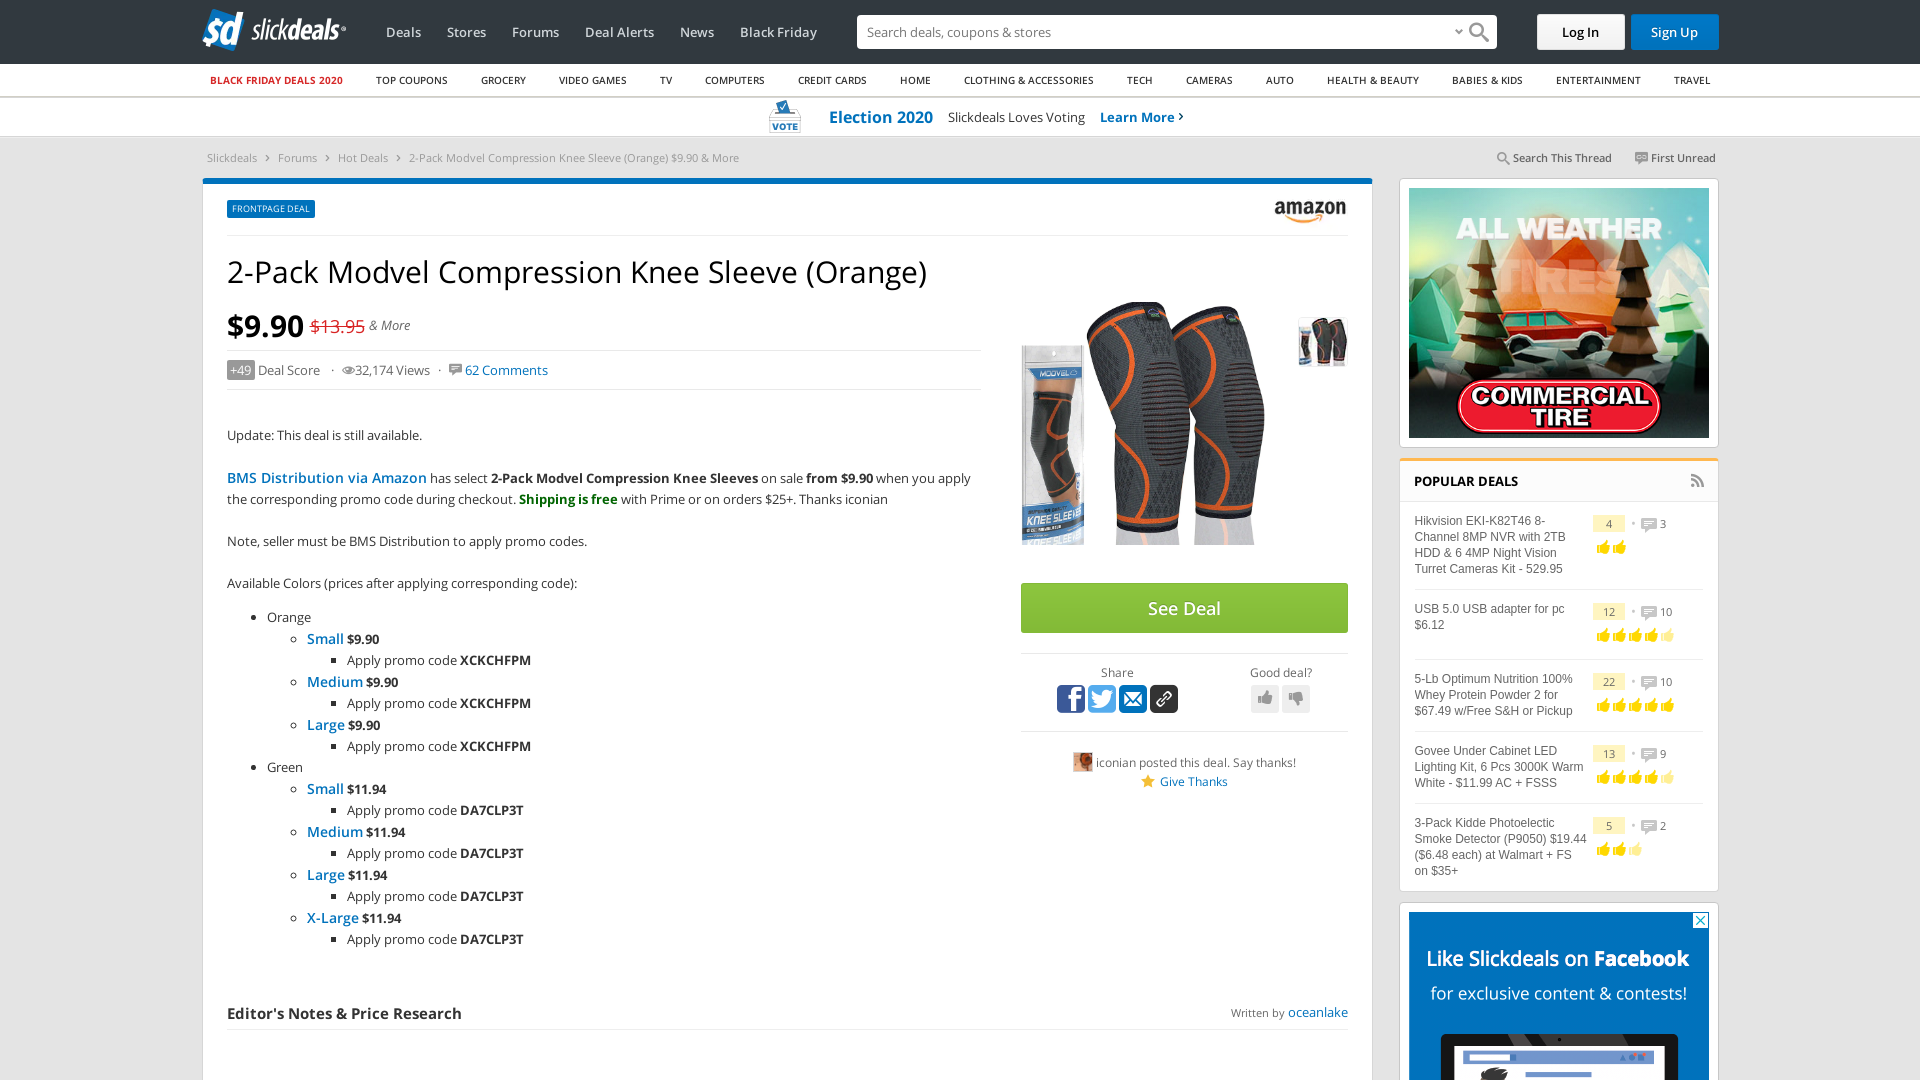 slickdeals
Deals
Stores
Forums
Deal Alerts
News
Black Friday
Search deals, coupons & shopping
Log In
Sign Up
BLACK FRIDAY DEALS 2020
TOP COUPONS
GROCERY
VIDEO GAMES
TV
COMPUTERS
CREDIT CARDS
HOME
CLOTHING & ACCESSORIES
TECH
CAMERAS
AUTO
HEALTH & BEAUTY
BABIES & KIDS
ENTERTAINMENT
TRAVEL
VOTE
Election 2020
Slickdeals Loves Voting
Learn More
Slickdeals
Forums
Hot Deals
2-Pack Modvel Compression Knee Sleeve (Orange) $9.90 & More
Search This Thread
First Unread
FRONTPAGE DEAL
amazon
2-Pack Modvel Compression Knee Sleeve (Orange)
$9.90 $13.95 & More
+49 Deal Score · 32,174 Views · 62 Comments
Update: This deal is still available.
BMS Distribution via Amazon has select 2-Pack Modvel Compression Knee Sleeves on sale from $9.90 when you apply
the corresponding promo code during checkout. Shipping is free with Prime or on orders $25+. Thanks iconian
Note, seller must be BMS Distribution to apply promo codes.
Available Colors (prices after applying corresponding code):
Orange
Small $9.90
Apply promo code XCKCHFPM
Medium $9.90
Apply promo code XCKCHFPM
Large $9.90
Apply promo code XCKCHFPM
Green
Small $11.94
Apply promo code DA7CLP3T
Medium $11.94
Apply promo code DA7CLP3T
Large $11.94
Apply promo code DA7CLP3T
X-Large $11.94
Apply promo code DA7CLP3T
Editor's Notes & Price Research
Written by oceanlake
MODVEL
KNEE SLEEVES
See Deal
Share
Good deal?
iconian posted this deal. Say thanks!
Give Thanks
ALL WEATHER
TIRES
COMMERCIAL
TIRE
POPULAR DEALS
Hikvision EKI-K82T46 8-
Channel 8MP NVR with 2TB
HDD & 6 4MP Night Vision
Turret Cameras Kit - 529.95
4
3
USB 5.0 USB adapter for pc
$6.12
12
10
5-Lb Optimum Nutrition 100%
Whey Protein Powder 2 for
$67.49 w/Free S&H or Pickup
22
10
Govee Under Cabinet LED
Lighting Kit, 6 Pcs 3000K Warm
White - $11.99 AC + FSSS
13
9
3-Pack Kidde Photoelectic
Smoke Detector (P9050) $19.44
($6.48 each) at Walmart + FS
on $35+
5
2
Like Slickdeals on Facebook
for exclusive content & contests!